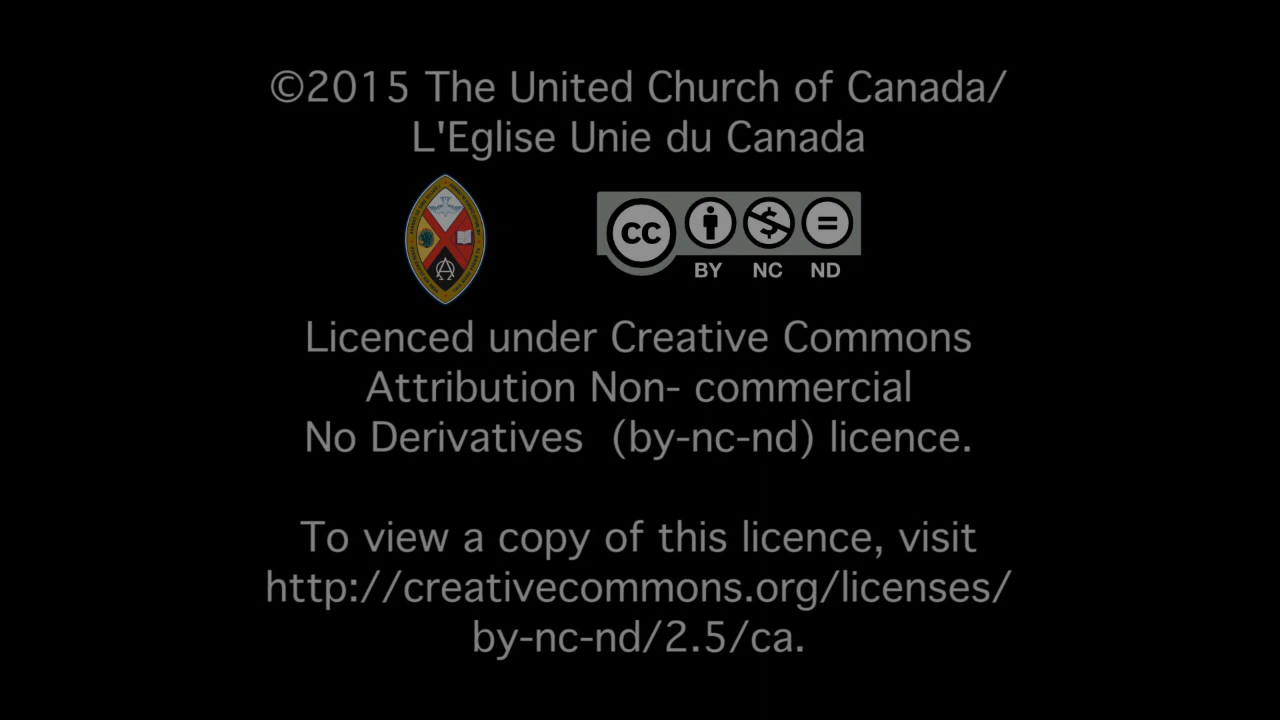 ©2015 The United Church of Canada/
L'Eglise Unie du Canada
CC
BY NC ND
Licenced under Creative Commons
Attribution Non- commercial
No Derivatives  (by-nc-nd) licence.
To view a copy of this licence, visit
http://creativecommons.org/licenses/
by-nc-nd/2.5/ca.